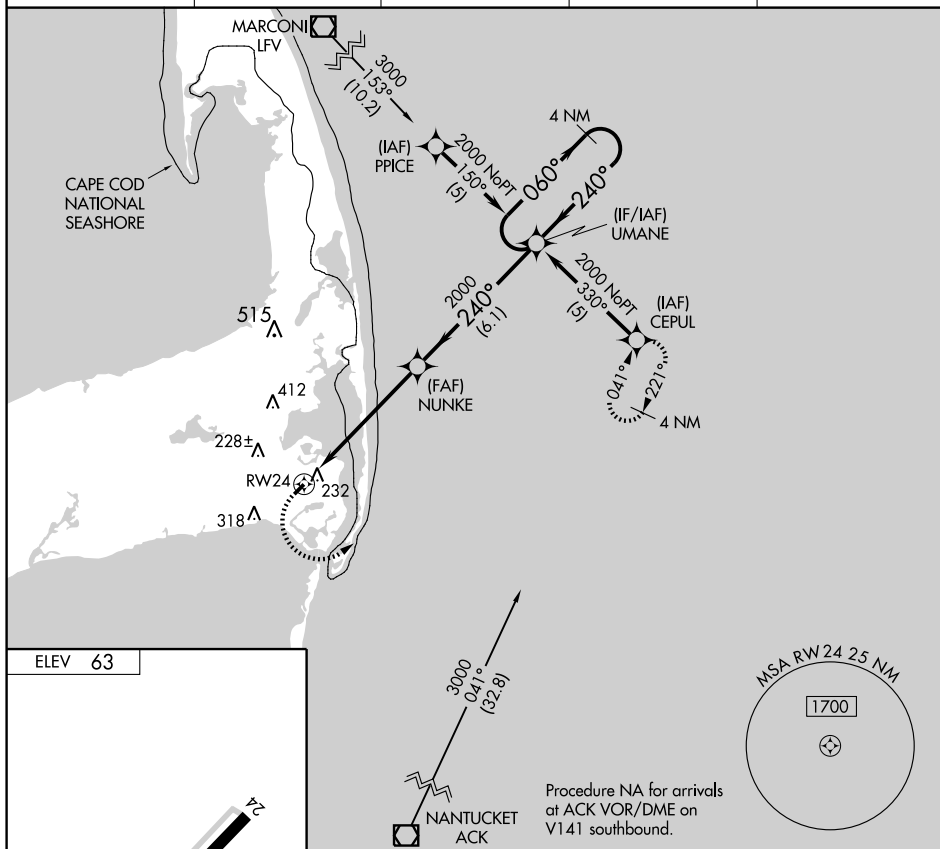 MARCONI
LFV
3000
153°
(10.2)
(IAF)
PPICE
2000 NoPT
150°
(5)
4 NM
060°
240°
(IF/IAF)
UMANE
CAPE COD
NATIONAL
SEASHORE
2000
240°
(6.1)
2000 NoPT
330°
(5)
(IAF)
CEPUL
041°
221°
4 NM
515
(FAF)
NUNKE
412
228±
RW24
232
318
ELEV 63
24
3000
041°
(32.8)
NANTUCKET
ACK
Procedure NA for arrivals
at ACK VOR/DME on
V141 southbound.
MSA RW24 25 NM
1700